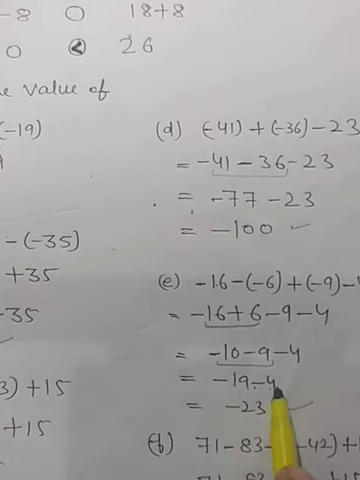 -8 ○ 18+8
0 < 26
value of
(-19)
(d) (-41) + (-36) - 23
= -41 - 36 - 23
= -77 - 23
= -100
-(-35)
+35
-35
(e) -16 - (-6) + (-9) - 4
= -16 + 6 - 9 - 4
= -10 - 9 - 4
= -19 - 4
= -23
3) + 15
+ 15
(b) 71 - 83 - (-42) +